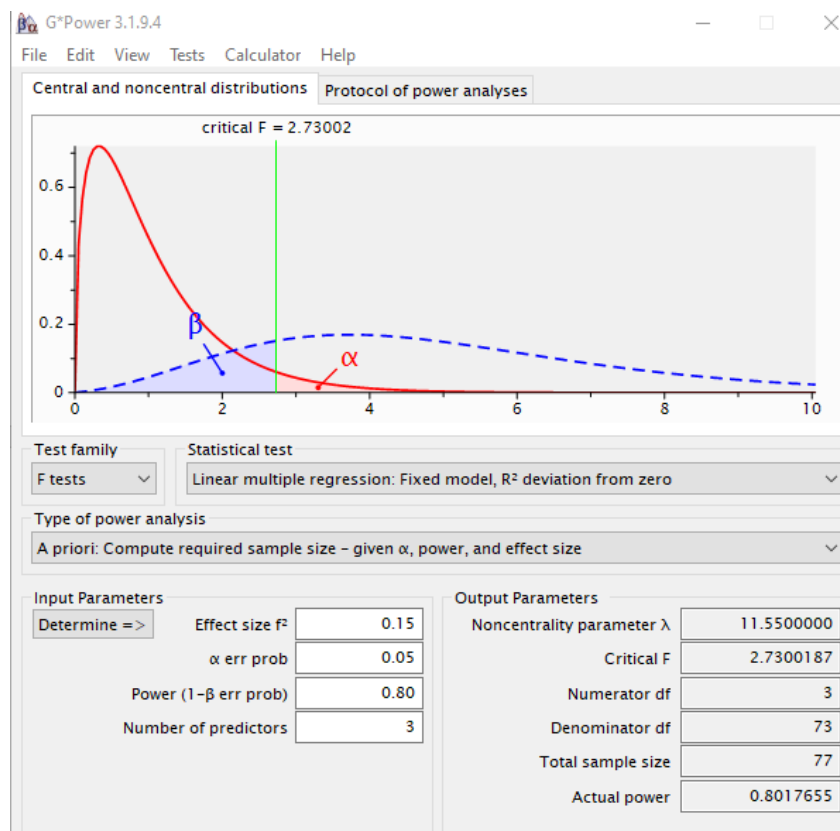 G*Power 3.1.9.4
File Edit View Tests Calculator Help
Central and noncentral distributions Protocol of power analyses
critical F = 2.73002
0.6
0.4
0.2
0
β
α
0 2 4 6 8 10
Test family Statistical test
F tests Linear multiple regression: Fixed model, R² deviation from zero
Type of power analysis
A priori: Compute required sample size – given α, power, and effect size
Input Parameters
Determine =>
Effect size f² 0.15
α err prob 0.05
Power (1-β err prob) 0.80
Number of predictors 3
Output Parameters
Noncentrality parameter λ 11.5500000
Critical F 2.7300187
Numerator df 3
Denominator df 73
Total sample size 77
Actual power 0.8017655